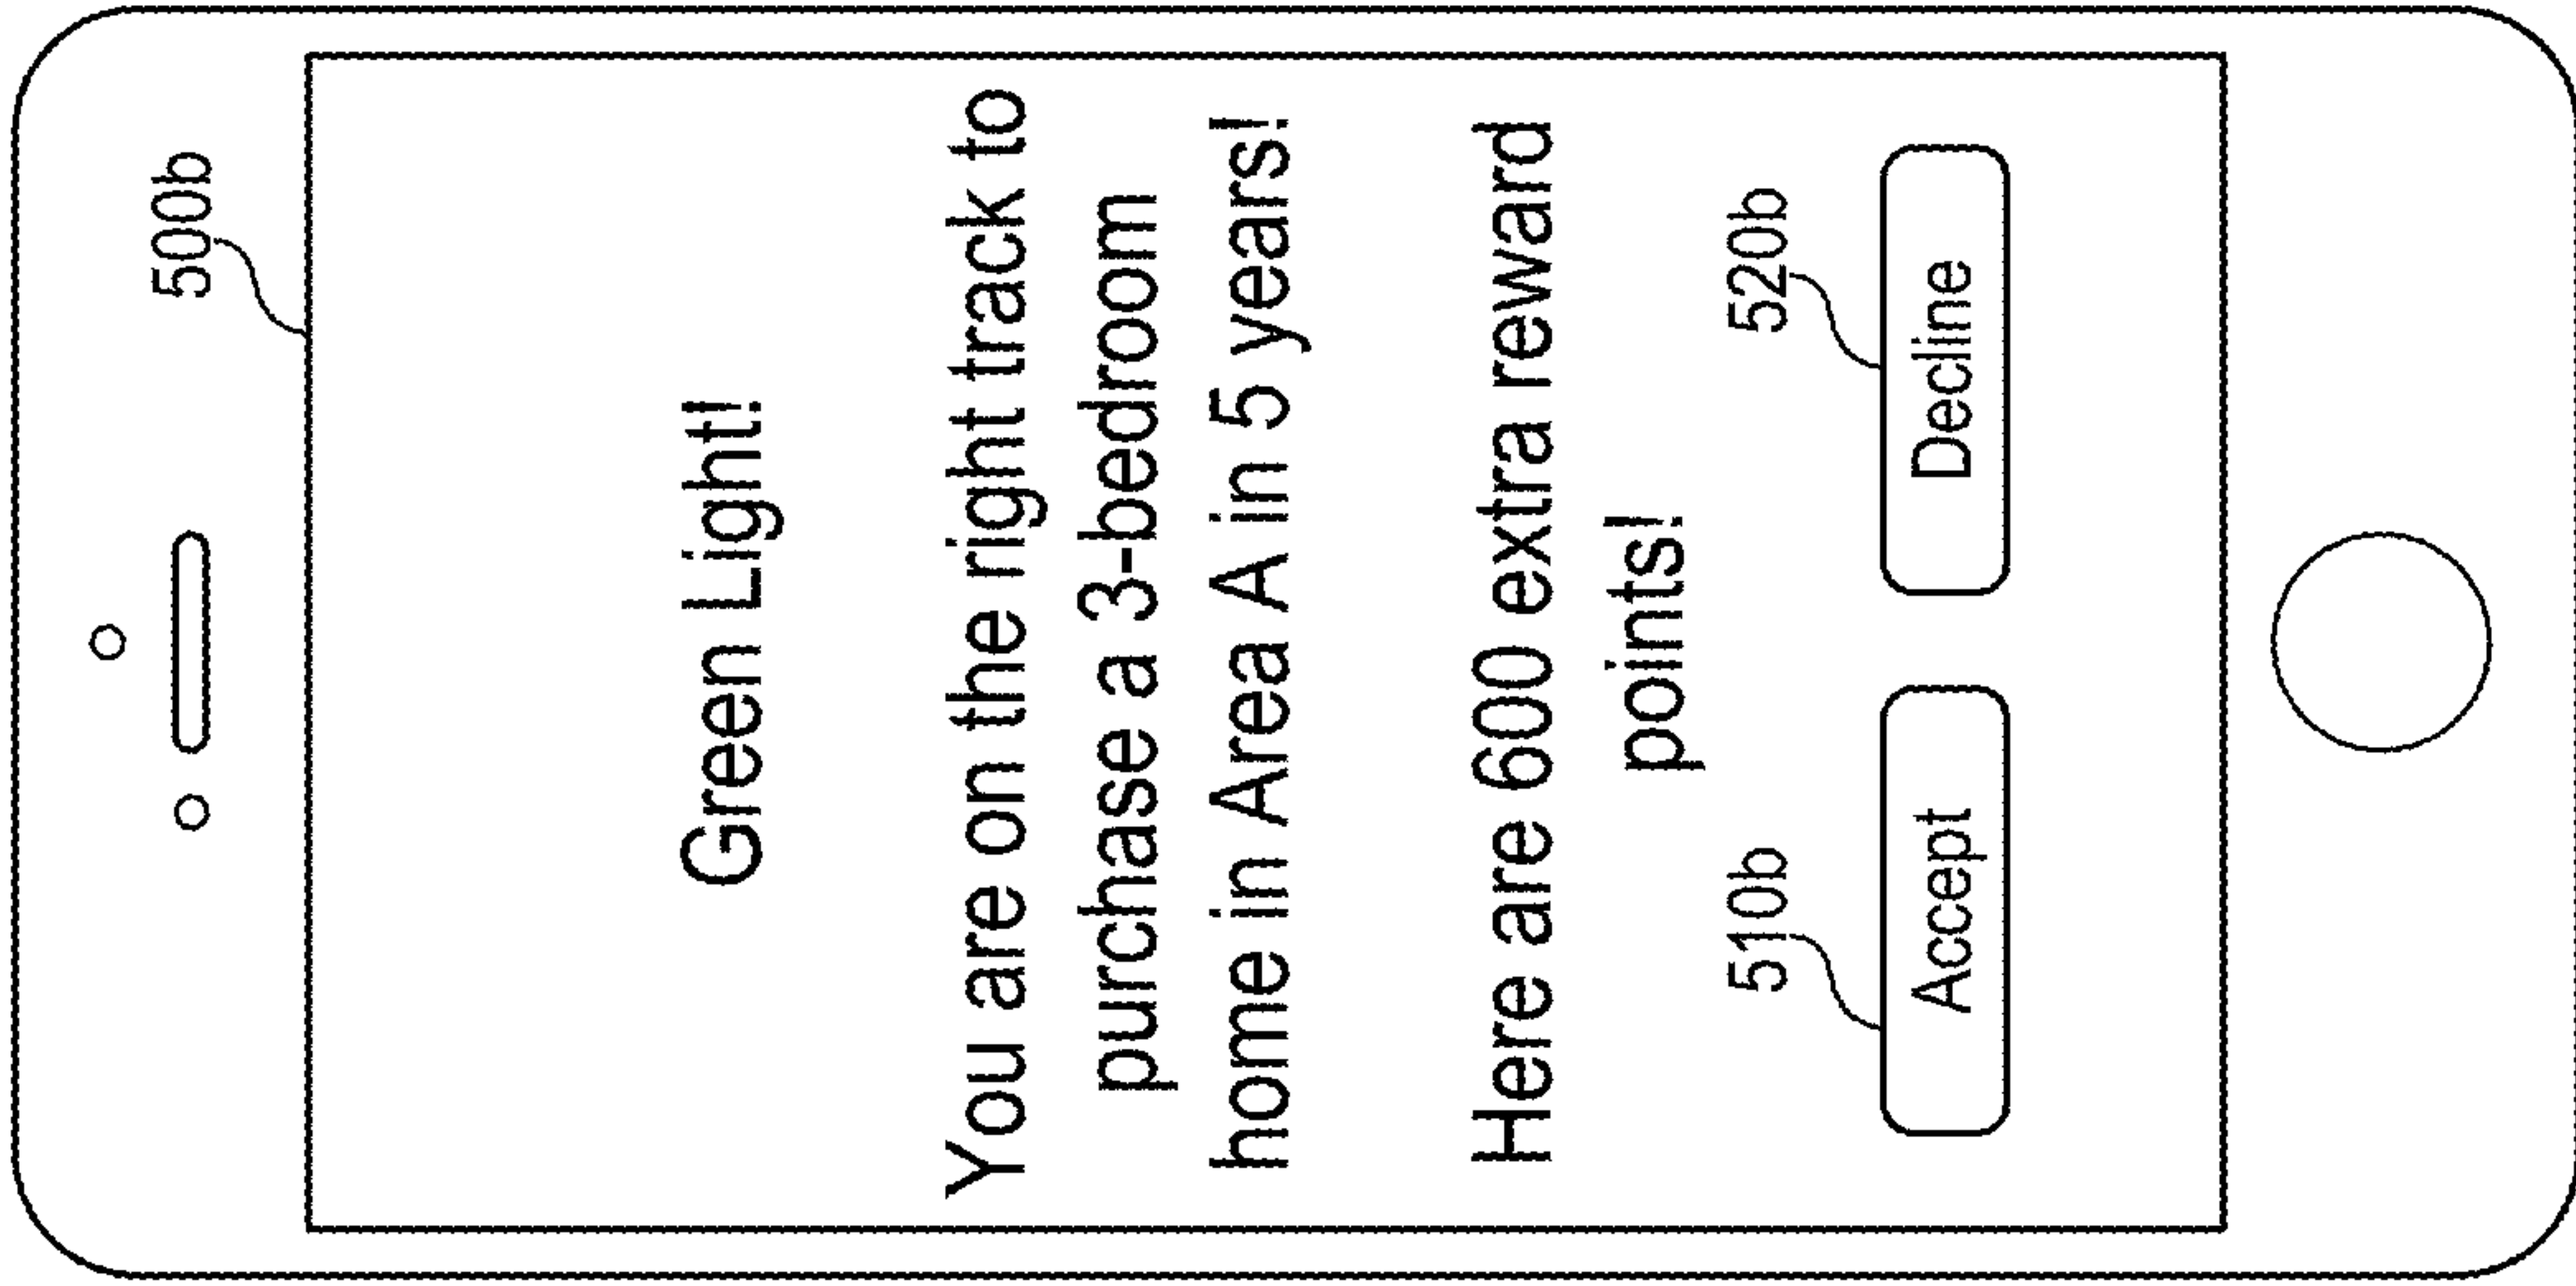 500b
Green Light!
You are on the right track to
purchase a 3-bedroom
home in Area A in 5 years!
Here are 600 extra reward
points!
510b
520b
Accept
Decline